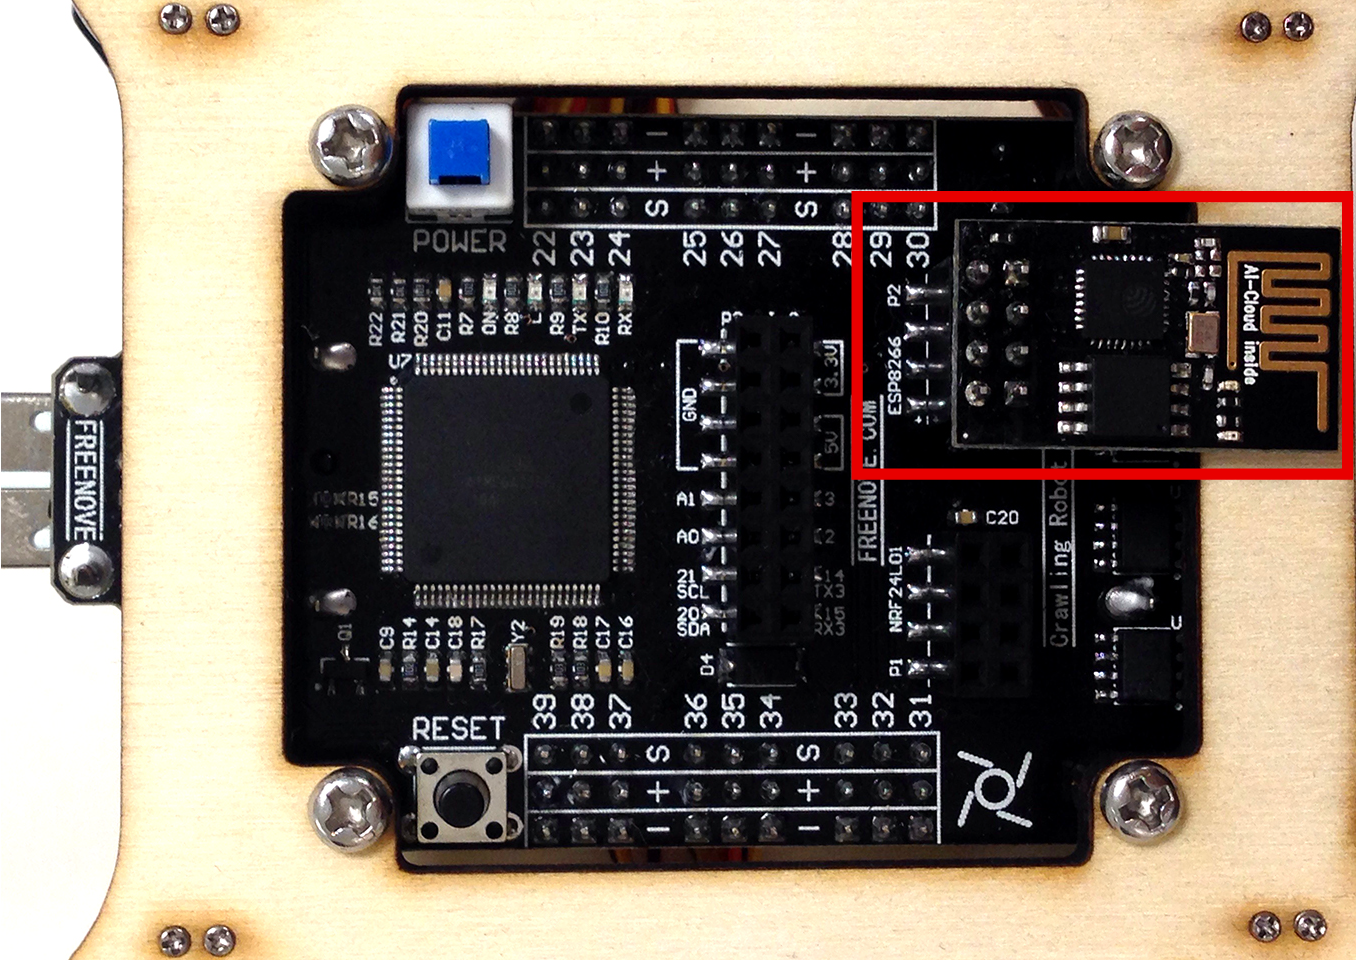 POWER
S
+
-
S
+
-
22
23
24
25
26
27
28
29
30
R22
R21
R20
C11
R7
ON
R8
L
R9
TX
R10
RX
U7
GND
3.3V
5V
A1
A0
21
SCL
20
SDA
TX3
D4
FREENOVE.COM
P2
ESP8266
+
-
AI-Cloud inside
FREENOVE
R15
R16
C20
P1
NRF24L01
Crawling Robot
Q1
C9
R14
C14
C18
R17
Y2
R19
R18
C17
C16
RESET
39
38
37
36
35
34
33
32
31
S
+
-
S
+
-